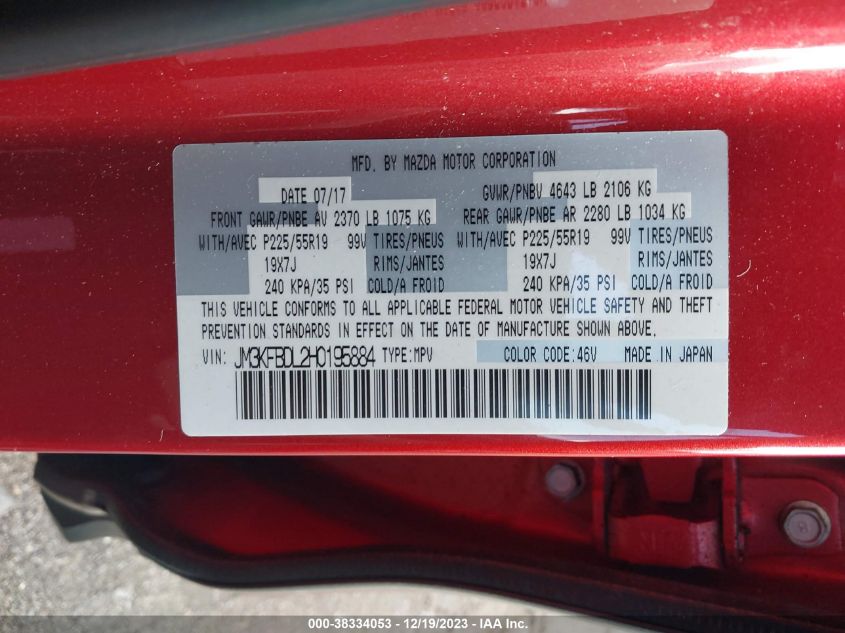 MFD. BY MAZDA MOTOR CORPORATION
DATE 07/17 GVWR/PNBV 4643 LB 2106 KG
FRONT GAWR/PNBE AV 2370 LB 1075 KG REAR GAWR/PNBE AR 2280 LB 1034 KG
WITH/AVEC P225/55R19 99V TIRES/PNEUS WITH/AVEC P225/55R19 99V TIRES/PNEUS
19X7J RIMS/JANTES 19X7J RIMS/JANTES
240 KPA/35 PSI COLD/A FROID 240 KPA/35 PSI COLD/A FROID
THIS VEHICLE CONFORMS TO ALL APPLICABLE FEDERAL MOTOR VEHICLE SAFETY AND THEFT
PREVENTION STANDARDS IN EFFECT ON THE DATE OF MANUFACTURE SHOWN ABOVE.
VIN: JM3KFBDL2H0195884 TYPE:MPV COLOR CODE:46V MADE IN JAPAN
000-38334053 - 12/19/2023 - IAA Inc.